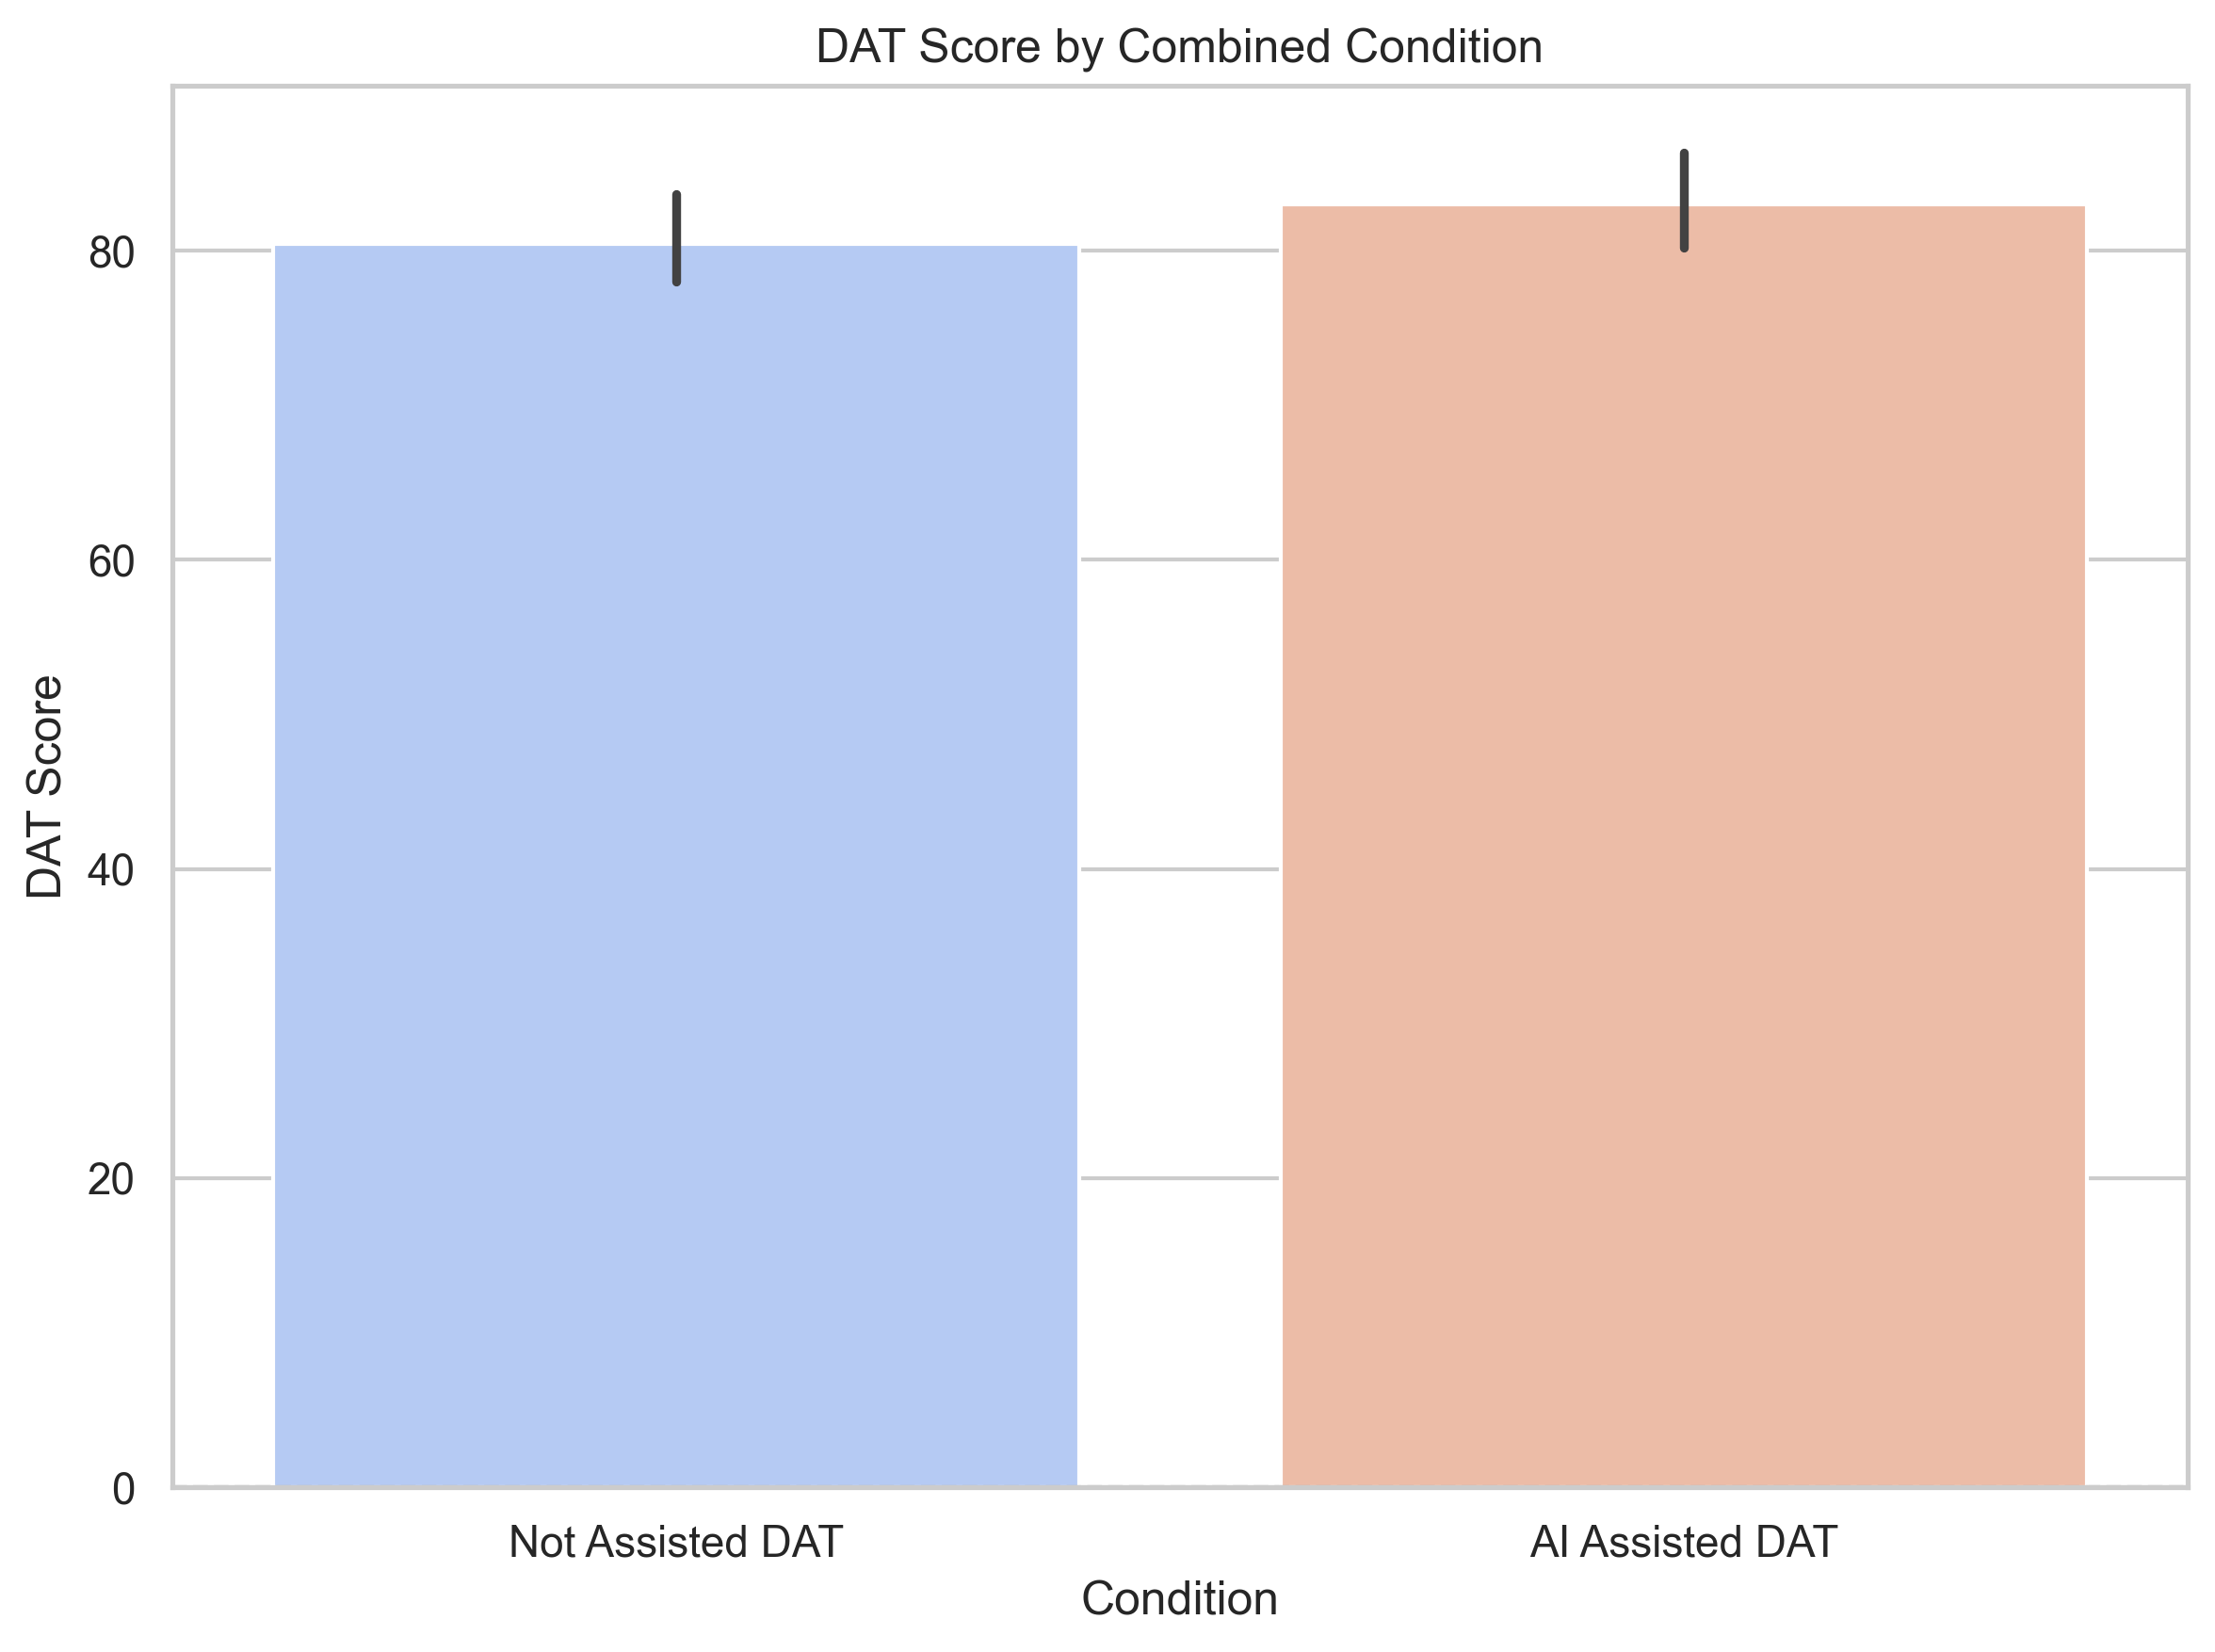 DAT Score by Combined Condition
DAT Score
80
60
40
20
0
Not Assisted DAT
AI Assisted DAT
Condition